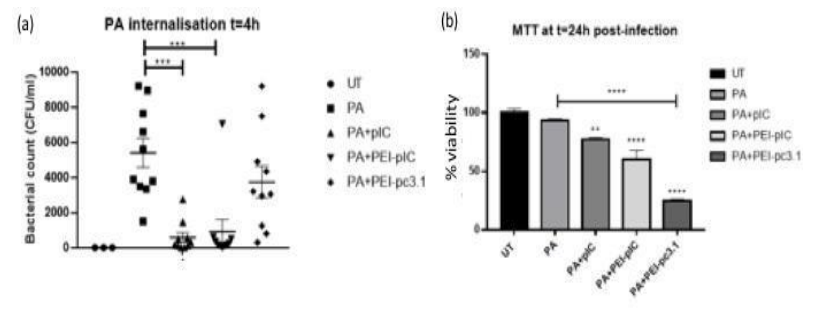 (a)
PA internalisation t=4h
***
***
Bacterial count (CFU/ml)
10000
8000
6000
4000
2000
0
UT
PA
PA+pIC
PA+PEI-pIC
PA+PEI-pc3.1
(b)
MTT at t=24h post-infection
% viability
150
100
50
0
****
**
****
****
UT
PA
PA+pIC
PA+PEI-pIC
PA+PEI-pc3.1
UT
PA
PA+pIC
PA+PEI-pIC
PA+PEI-pc3.1